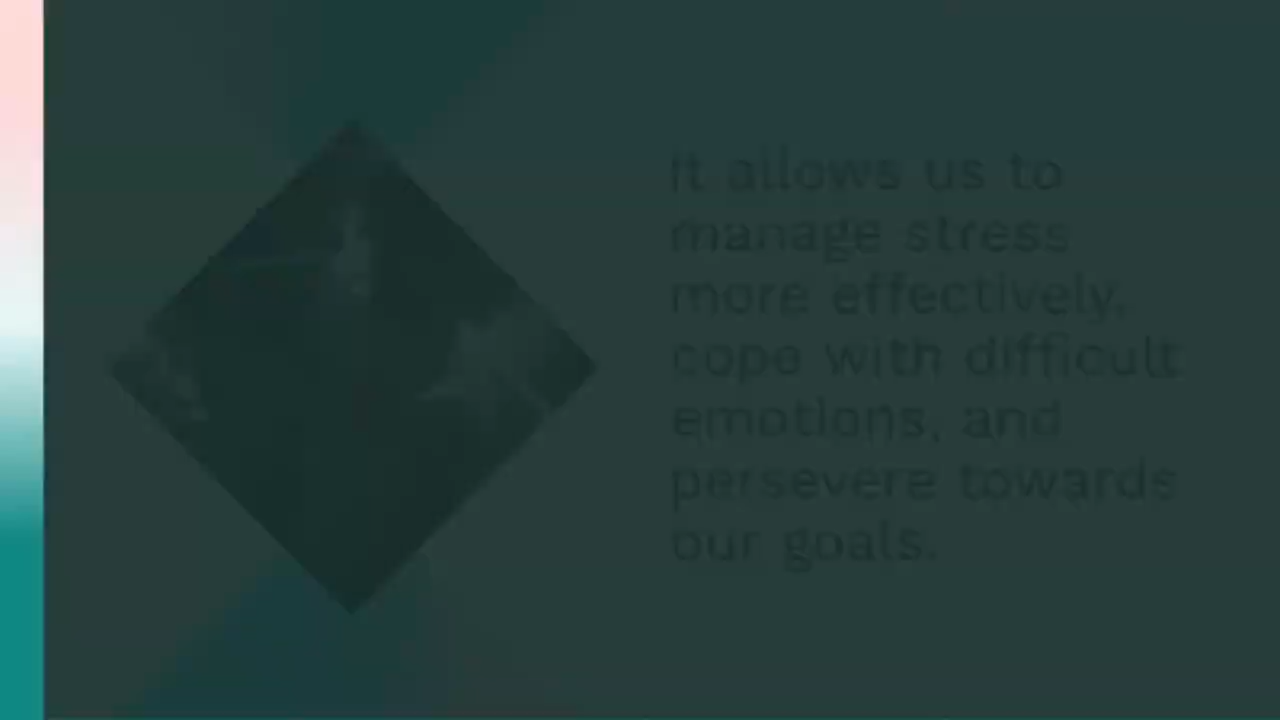 It allows us to
manage stress
more effectively,
cope with difficult
emotions, and
persevere towards
our goals.